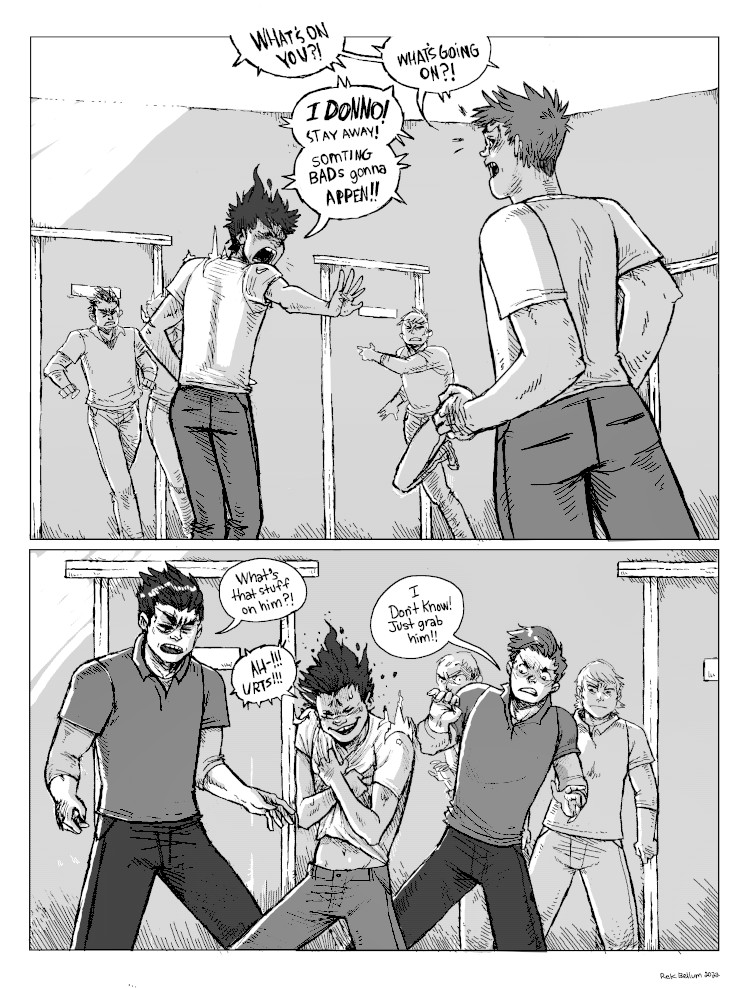 WHAT'S ON
YOU?!
WHAT'S GOING
ON?!
I DONNO!
STAY AWAY!
SOMTING
BADs gonna
APPEN!!
What's
that stuff
on him?!
AH-!!!
URTS!!!
I
Don't know!
Just grab
him!!
Rek Bellum 2022
...